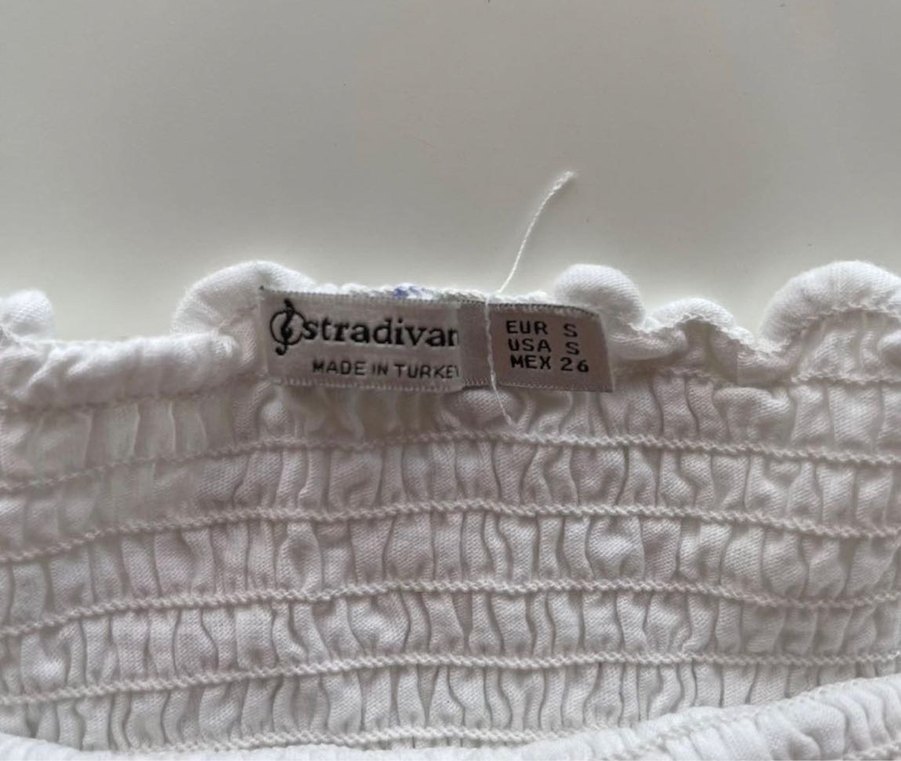 stradivar
MADE IN TURKE
EUR S
USA S
MEX 26